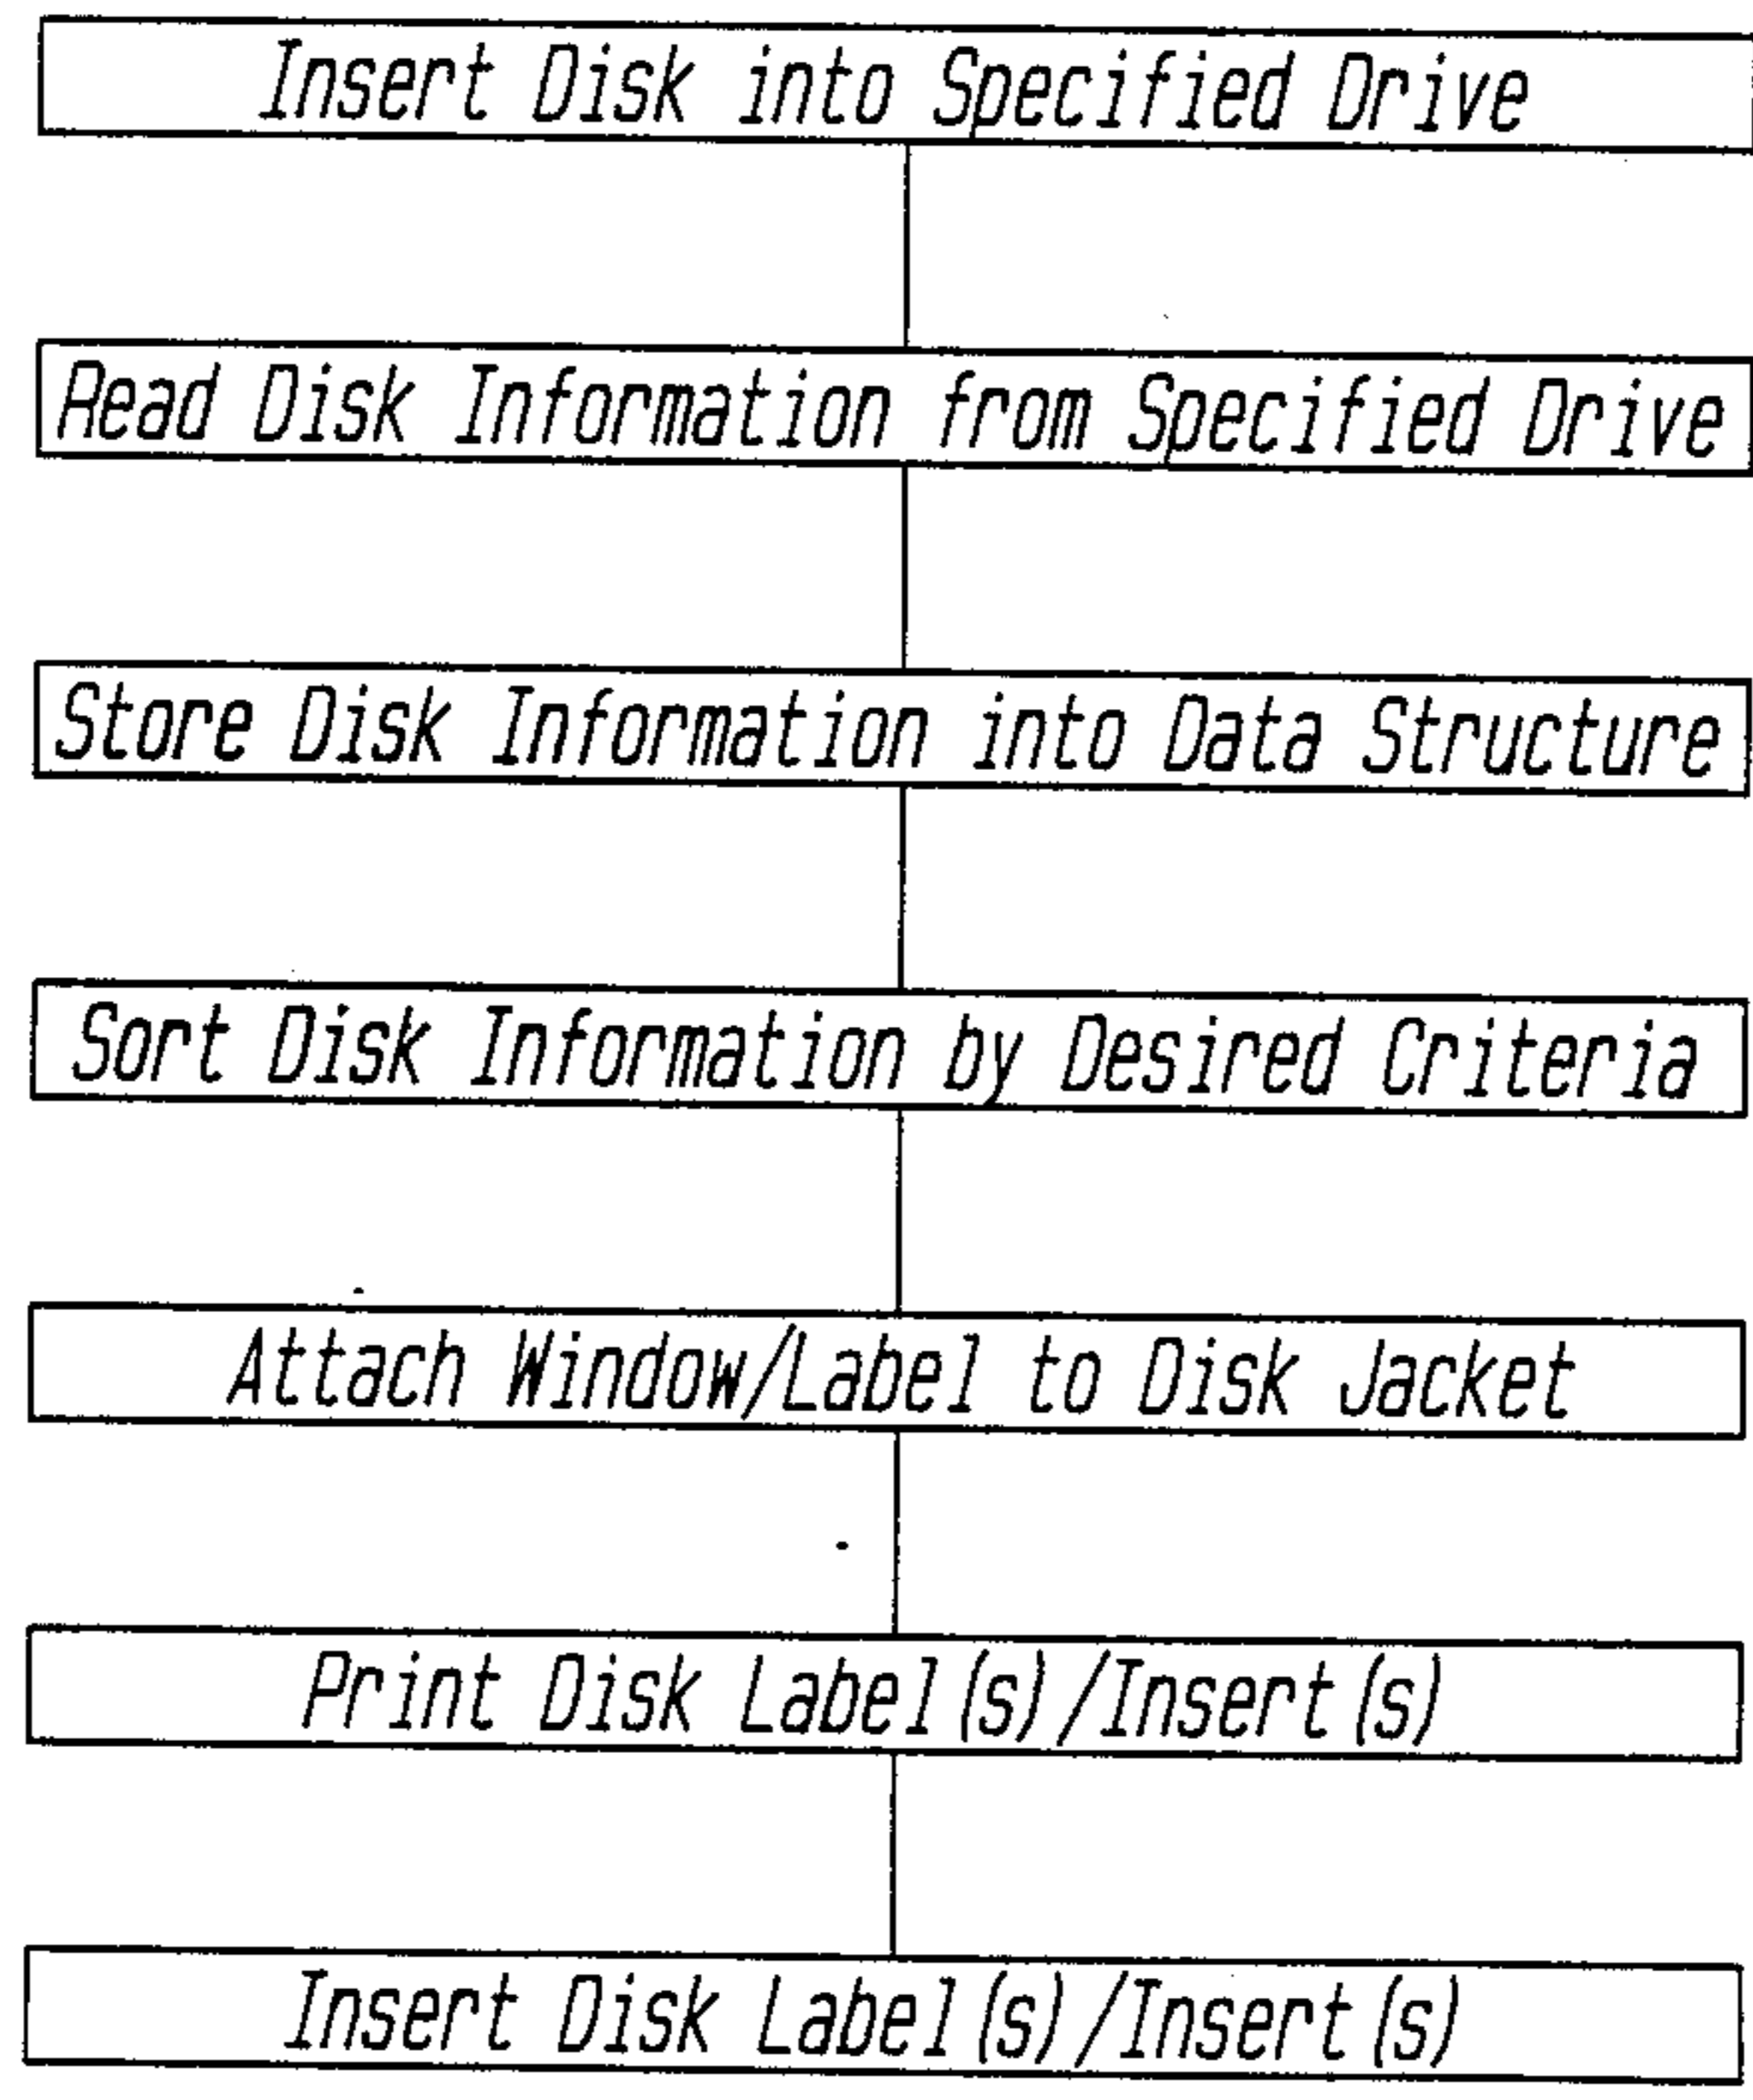 Insert Disk into Specified Drive
Read Disk Information from Specified Drive
Store Disk Information into Data Structure
Sort Disk Information by Desired Criteria
Attach Window/Label to Disk Jacket
Print Disk Label(s)/Insert(s)
Insert Disk Label(s)/Insert(s)